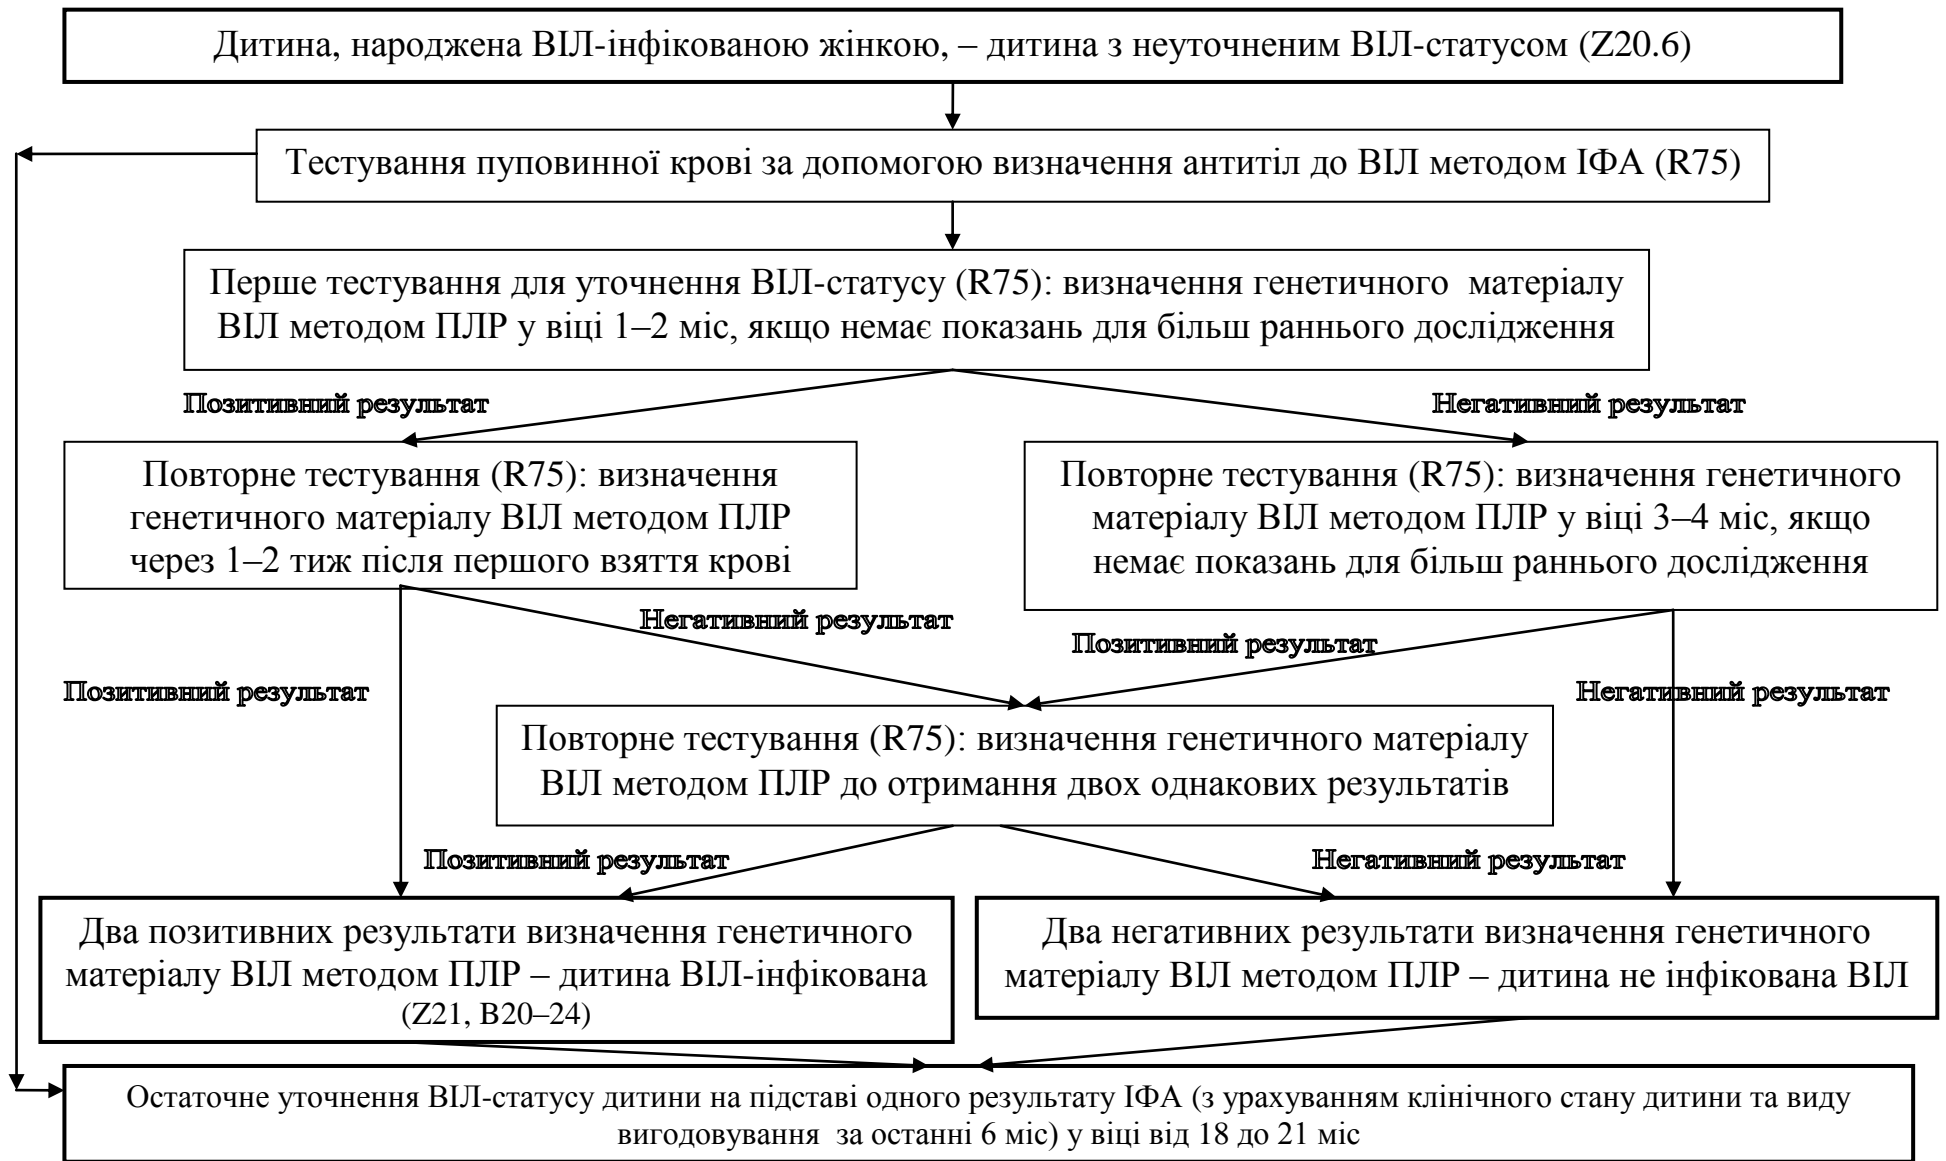 Дитина, народжена ВІЛ-інфікованою жінкою, – дитина з неуточненим ВІЛ-статусом (Z20.6)
Тестування пуповинної крові за допомогою визначення антитіл до ВІЛ методом ІФА (R75)
Перше тестування для уточнення ВІЛ-статусу (R75): визначення генетичного матеріалу
ВІЛ методом ПЛР у віці 1–2 міс, якщо немає показань для більш раннього дослідження
Позитивний результат
Негативний результат
Повторне тестування (R75): визначення
генетичного матеріалу ВІЛ методом ПЛР
через 1–2 тиж після першого взяття крові
Повторне тестування (R75): визначення генетичного
матеріалу ВІЛ методом ПЛР у віці 3–4 міс, якщо
немає показань для більш раннього дослідження
Негативний результат
Позитивний результат
Позитивний результат
Негативний результат
Повторне тестування (R75): визначення генетичного матеріалу
ВІЛ методом ПЛР до отримання двох однакових результатів
Позитивний результат
Негативний результат
Два позитивних результати визначення генетичного
матеріалу ВІЛ методом ПЛР – дитина ВІЛ-інфікована
(Z21, B20–24)
Два негативних результати визначення генетичного
матеріалу ВІЛ методом ПЛР – дитина не інфікована ВІЛ
Остаточне уточнення ВІЛ-статусу дитини на підставі одного результату ІФА (з урахуванням клінічного стану дитини та виду
вигодовування за останні 6 міс) у віці від 18 до 21 міс